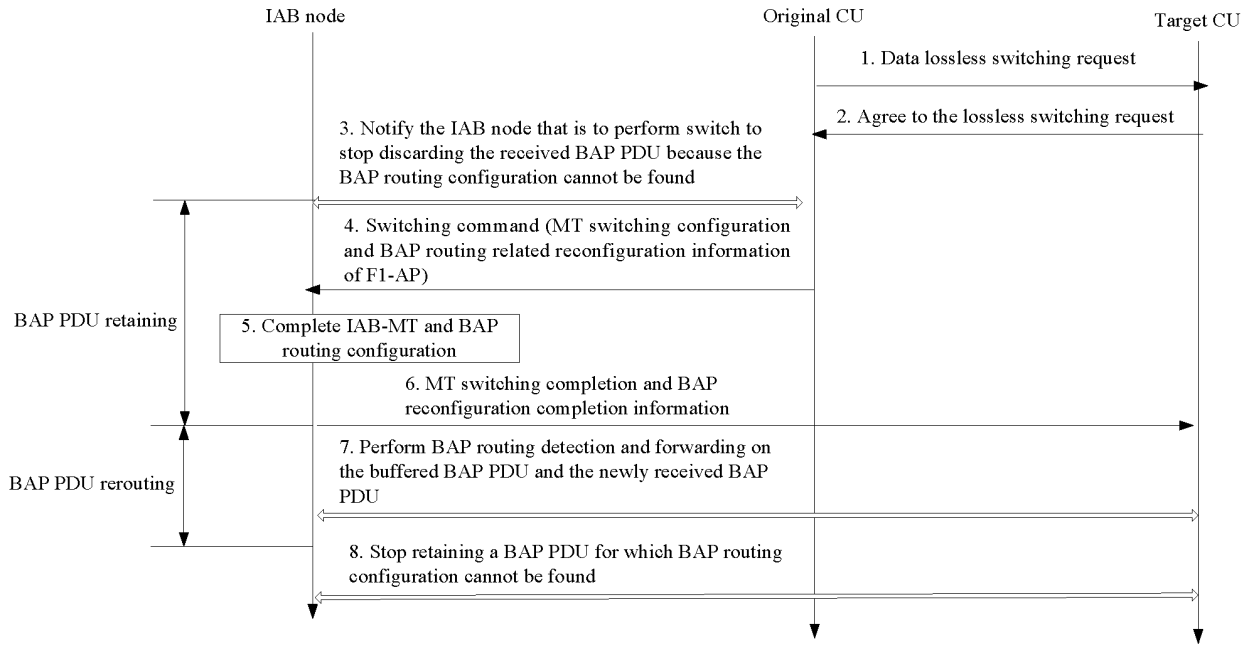 IAB node
Original CU
Target CU
1. Data lossless switching request
2. Agree to the lossless switching request
3. Notify the IAB node that is to perform switch to
stop discarding the received BAP PDU because the
BAP routing configuration cannot be found
4. Switching command (MT switching configuration
and BAP routing related reconfiguration information
of F1-AP)
BAP PDU retaining
5. Complete IAB-MT and BAP
routing configuration
6. MT switching completion and BAP
reconfiguration completion information
7. Perform BAP routing detection and forwarding on
the buffered BAP PDU and the newly received BAP
PDU
BAP PDU rerouting
8. Stop retaining a BAP PDU for which BAP routing
configuration cannot be found